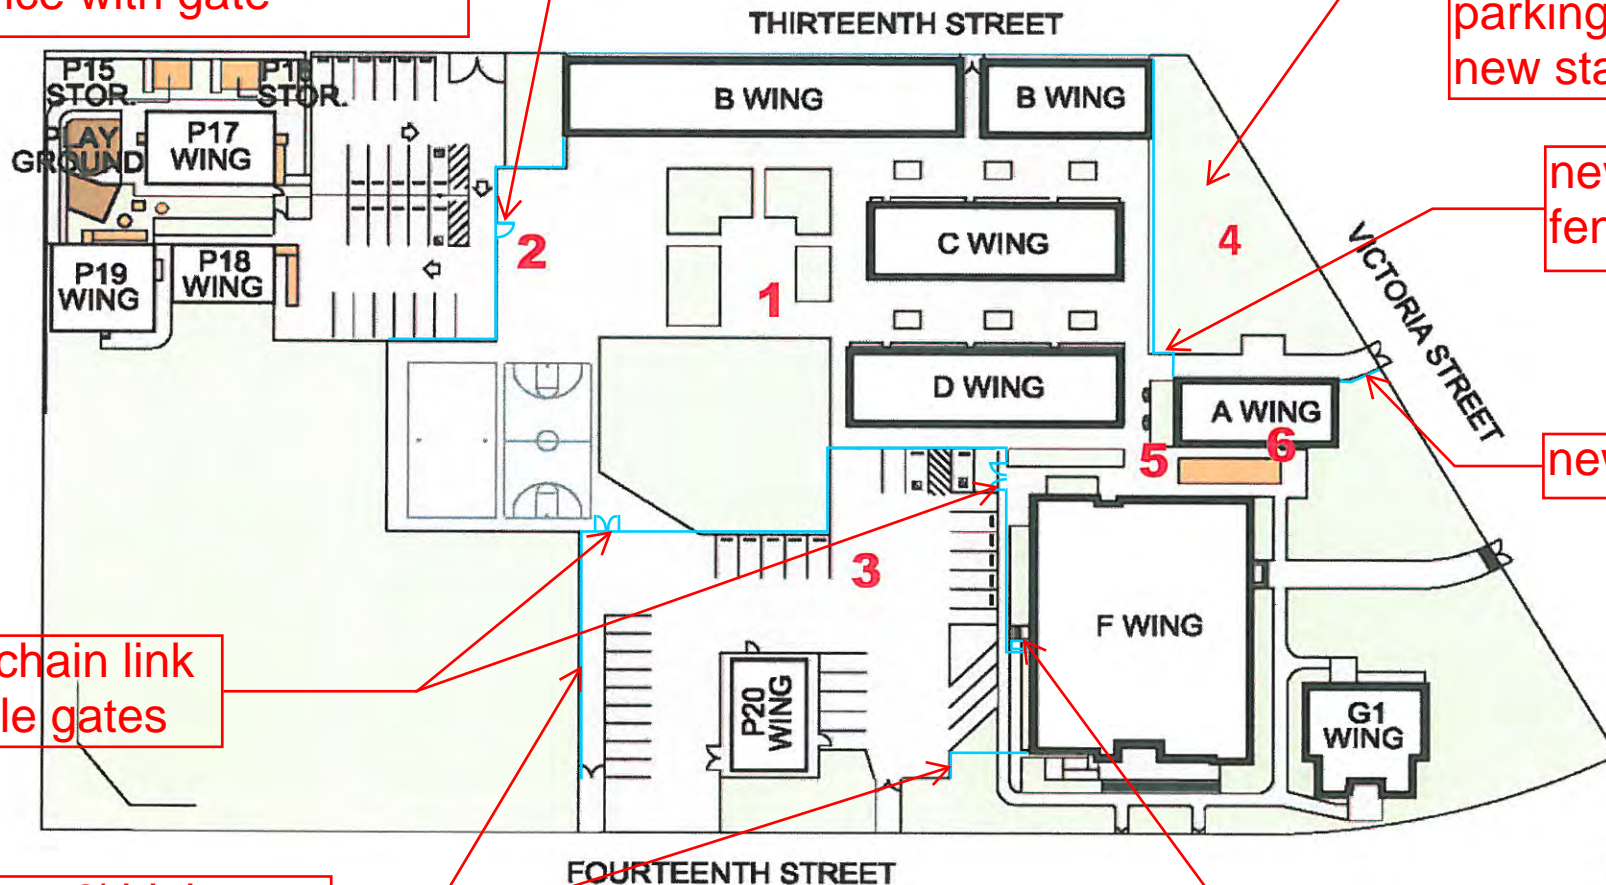 with gate
THIRTEENTH STREET
parking
new sta
P15
STOR.
STOR.
PLAY
GROUND
P17
WING
B WING
B WING
new
fen
2
1
C WING
4
VICTORIA STREET
P19
WING
P18
WING
D WING
A WING
5
6
new
3
F WING
chain link
le gates
P20
WING
G1
WING
FOURTEENTH STREET